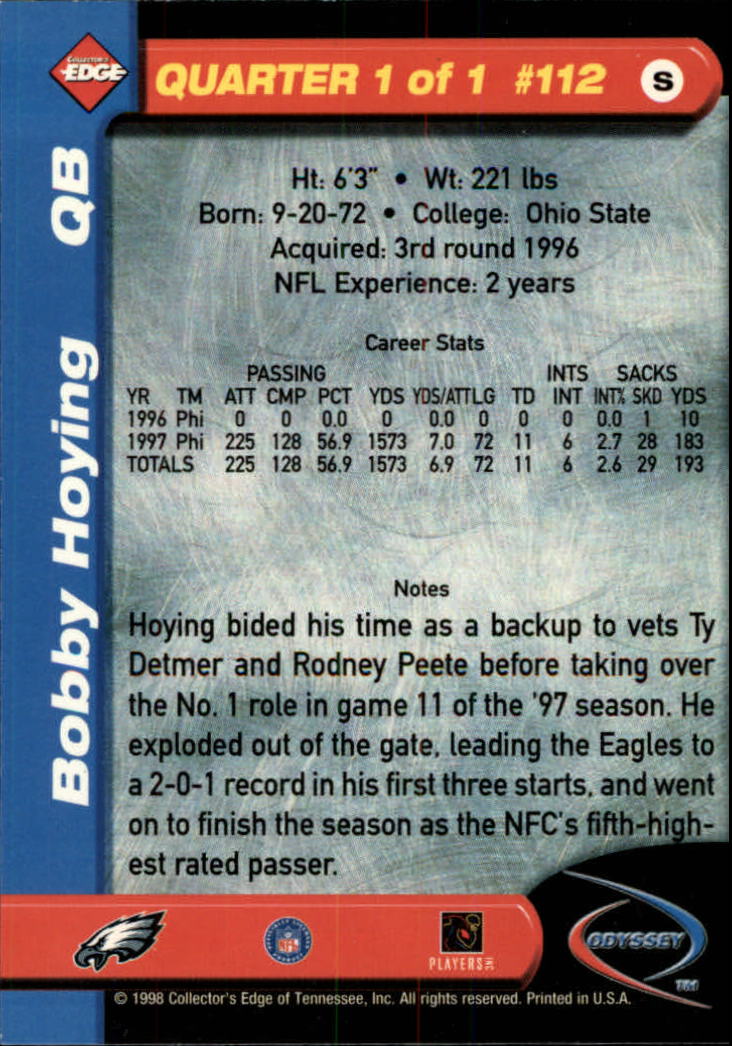 COLLECTOR'S
EDGE
QUARTER 1 of 1 #112 S
Bobby Hoying QB
Ht: 6'3" • Wt: 221 lbs
Born: 9-20-72 • College: Ohio State
Acquired: 3rd round 1996
NFL Experience: 2 years
Career Stats
PASSING INTS SACKS
YR TM ATT CMP PCT YDS YDS/ATT LG TD INT INT% SKD YDS
1996 Phi 0 0 0.0 0 0.0 0 0 0 0.0 1 10
1997 Phi 225 128 56.9 1573 7.0 72 11 6 2.7 28 183
TOTALS 225 128 56.9 1573 6.9 72 11 6 2.6 29 193
Notes
Hoying bided his time as a backup to vets Ty
Detmer and Rodney Peete before taking over
the No. 1 role in game 11 of the '97 season. He
exploded out of the gate, leading the Eagles to
a 2-0-1 record in his first three starts, and went
on to finish the season as the NFC's fifth-high-
est rated passer.
NFL
PLAYERS INC
ODYSSEY
TM
© 1998 Collector's Edge of Tennessee, Inc. All rights reserved. Printed in U.S.A.